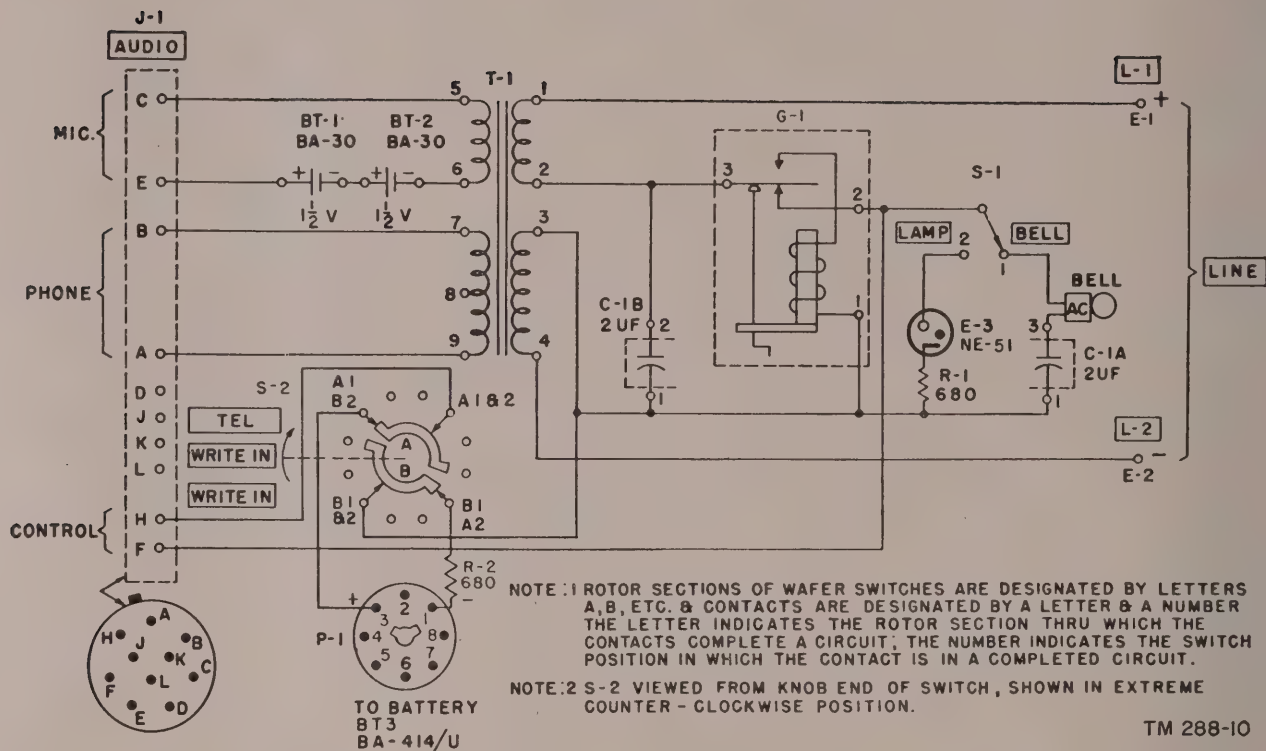 J-1
AUDIO
MIC.
C
E
PHONE
B
A
D
J
K
L
CONTROL
H
F
BT-1
BA-30
BT-2
BA-30
+ -
+ -
1 1/2 V
1 1/2 V
T-1
5
6
7
8
9
1
2
3
4
G-1
3
2
1
C-1B
2UF
2
1
S-1
LAMP
2
BELL
1
BELL
AC
E-3
NE-51
R-1
680
3
C-1A
2UF
1
L-1
+
E-1
LINE
L-2
-
E-2
S-2
TEL
WRITE IN
WRITE IN
A1
B2
A1&2
A
B
B1
&2
B1
A2
R-2
680
+
-
P-1
1
2
3
4
5
6
7
8
TO BATTERY
BT3
BA-414/U
A
B
C
D
E
F
H
J
K
L
NOTE:1 ROTOR SECTIONS OF WAFER SWITCHES ARE DESIGNATED BY LETTERS
A,B, ETC. & CONTACTS ARE DESIGNATED BY A LETTER & A NUMBER
THE LETTER INDICATES THE ROTOR SECTION THRU WHICH THE
CONTACTS COMPLETE A CIRCUIT; THE NUMBER INDICATES THE SWITCH
POSITION IN WHICH THE CONTACT IS IN A COMPLETED CIRCUIT.
NOTE:2 S-2 VIEWED FROM KNOB END OF SWITCH, SHOWN IN EXTREME
COUNTER-CLOCKWISE POSITION.
TM 288-10